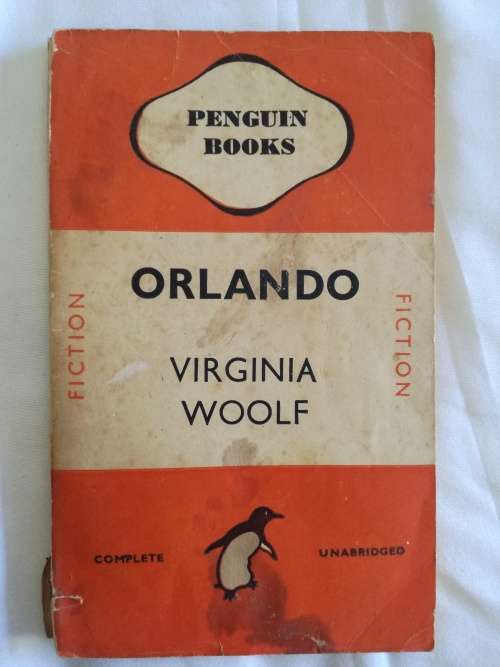 PENGUIN
BOOKS
ORLANDO
FICTION
FICTION
VIRGINIA
WOOLF
COMPLETE
UNABRIDGED